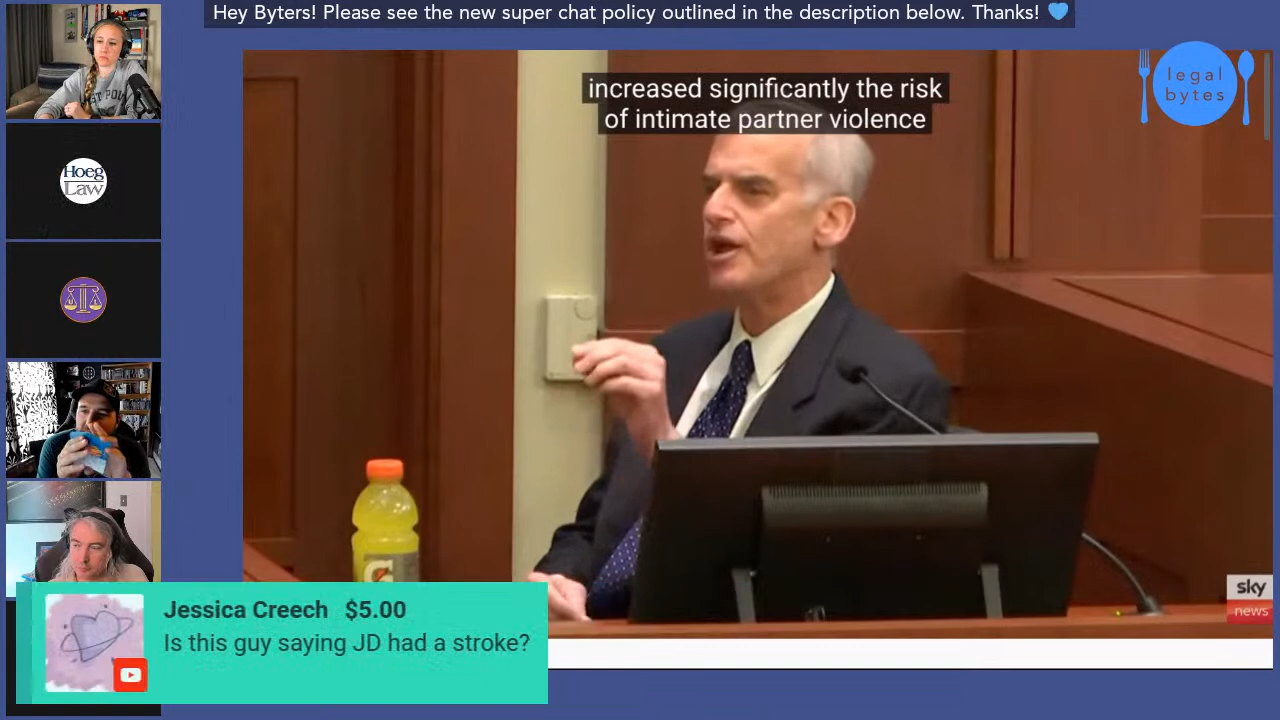 Hey Byters! Please see the new super chat policy outlined in the description below. Thanks! 💙
legal
bytes
increased significantly the risk
of intimate partner violence
Hoeg
Law
Jessica Creech $5.00
Is this guy saying JD had a stroke?
sky
news